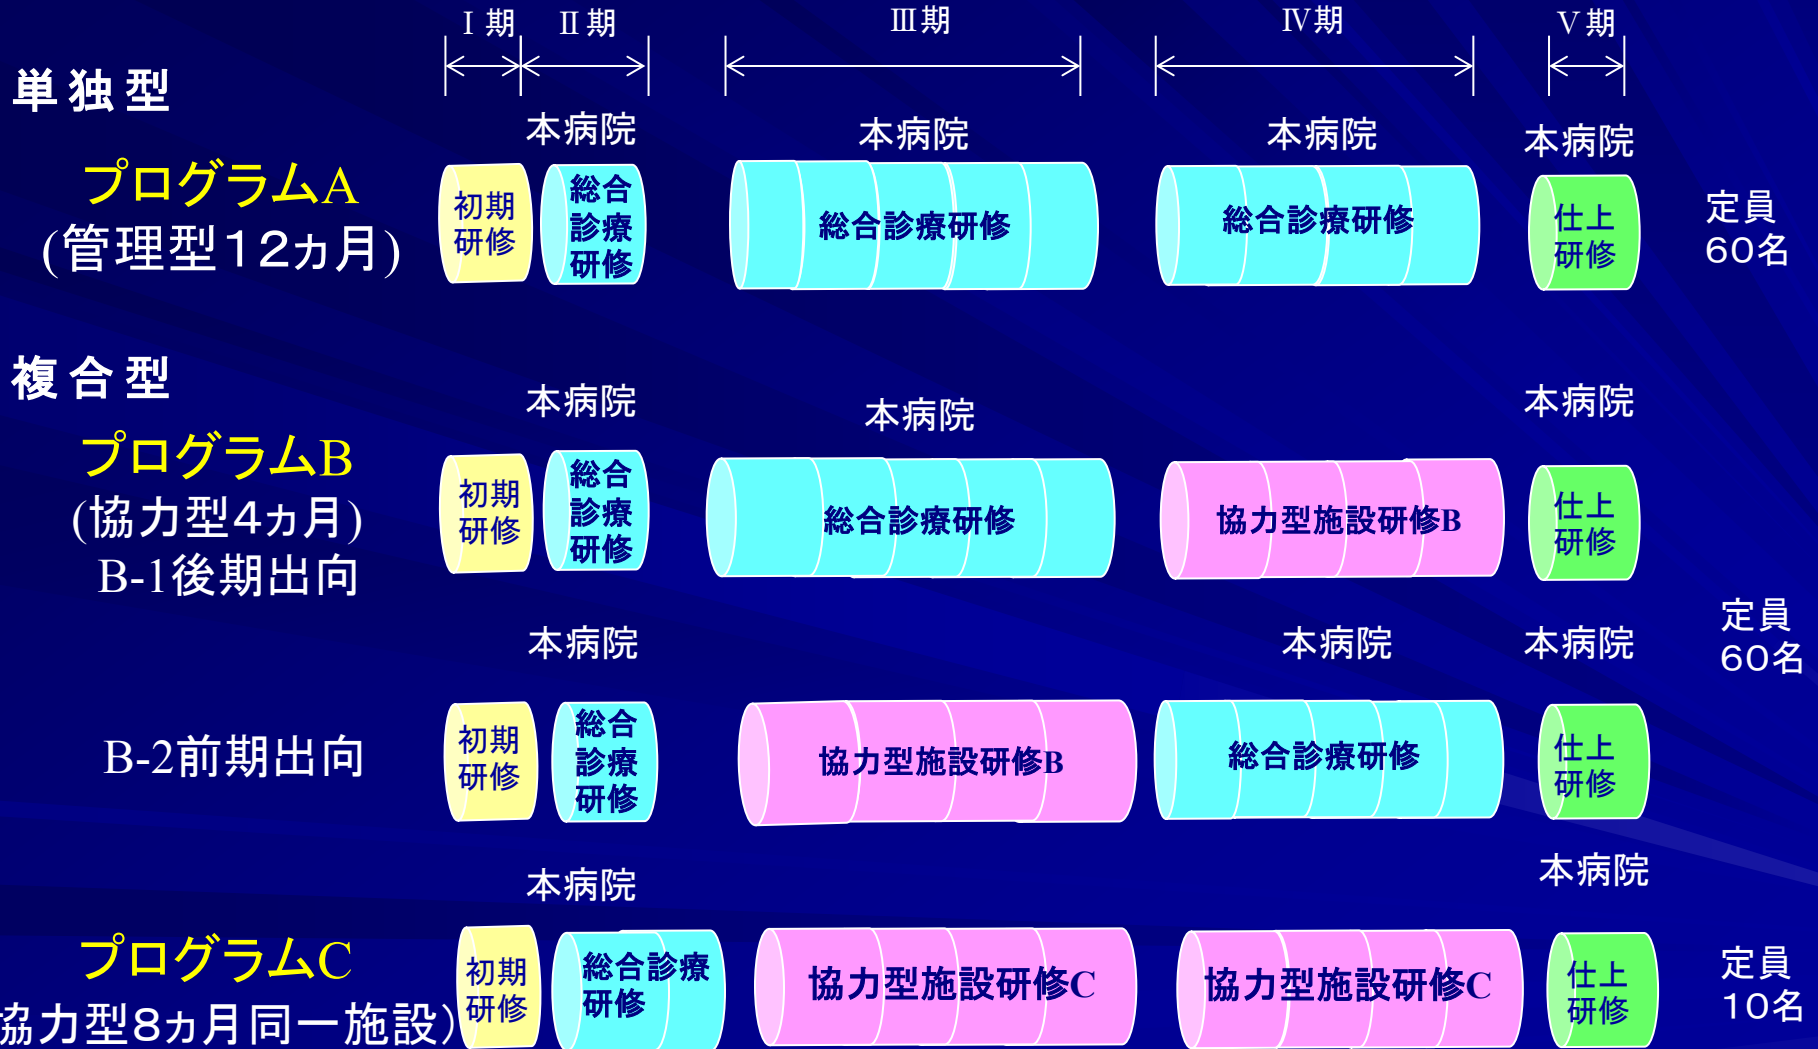 Ⅰ期 Ⅱ期 Ⅲ期 Ⅳ期 Ⅴ期
単独型
本病院 本病院 本病院 本病院
プログラムA
(管理型12ヵ月)
初期
研修
総合
診療
研修
総合診療研修
総合診療研修
仕上
研修
定員
60名
複合型
本病院 本病院 本病院
プログラムB
(協力型4ヵ月)
B-1後期出向
初期
研修
総合
診療
研修
総合診療研修
協力型施設研修B
仕上
研修
定員
60名
本病院 本病院 本病院
B-2前期出向
初期
研修
総合
診療
研修
協力型施設研修B
総合診療研修
仕上
研修
本病院 本病院
プログラムC
協力型8ヵ月同一施設)
初期
研修
総合診療
研修
協力型施設研修C
協力型施設研修C
仕上
研修
定員
10名